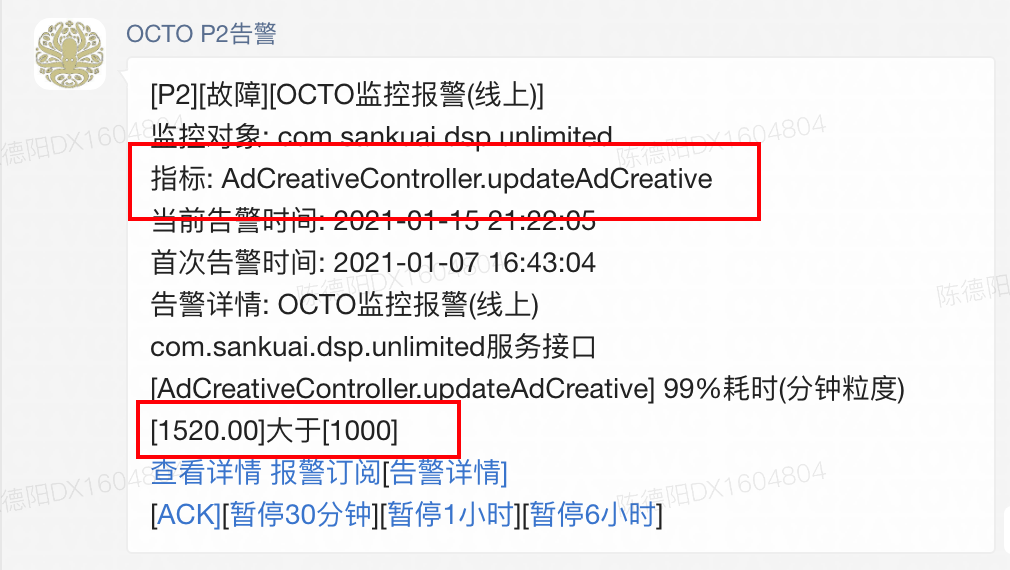 OCTO P2告警
[P2][故障][OCTO监控报警(线上)]
监控对象: com.sankuai.dsp.unlimited
指标: AdCreativeController.updateAdCreative
当前告警时间: 2021-01-15 21:22:05
首次告警时间: 2021-01-07 16:43:04
告警详情: OCTO监控报警(线上)
com.sankuai.dsp.unlimited服务接口
[AdCreativeController.updateAdCreative] 99%耗时(分钟粒度)
[1520.00]大于[1000]
查看详情 报警订阅[告警详情]
[ACK][暂停30分钟][暂停1小时][暂停6小时]
德阳DX1604804
陈德阳DX1604804
陈德阳DX1604804
陈德阳
德阳DX1604804
陈德阳DX1604804